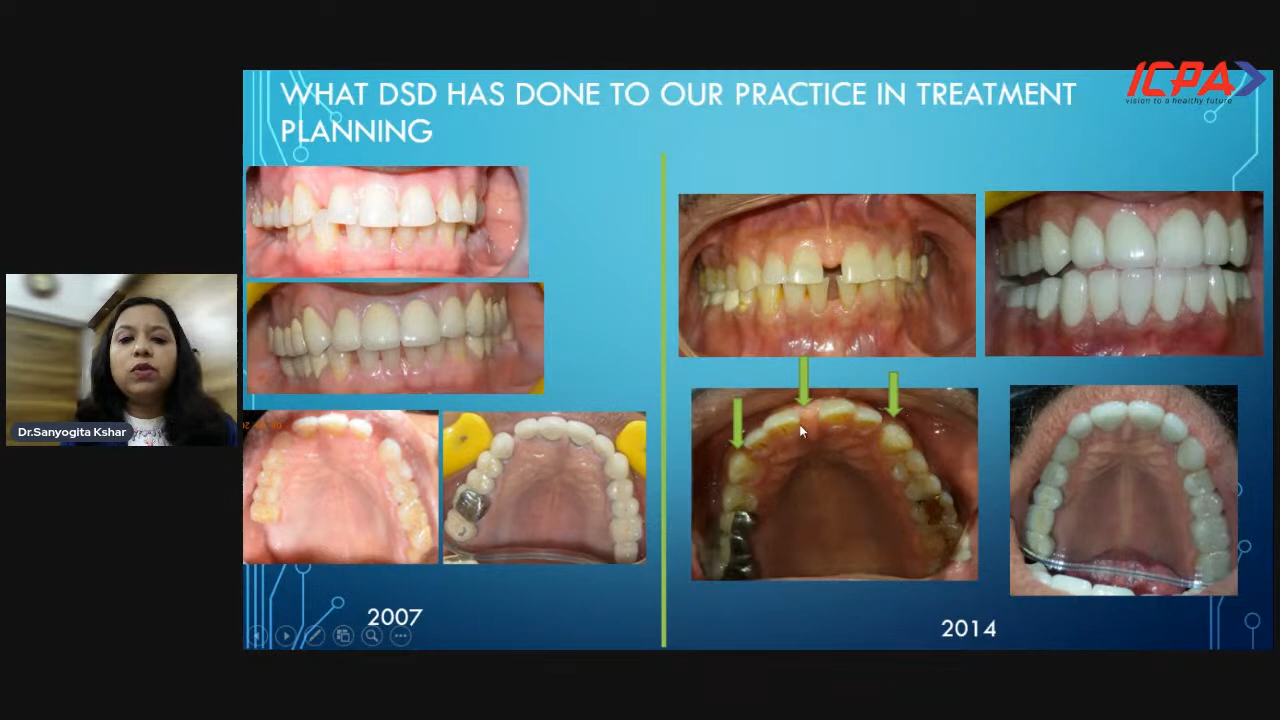 WHAT DSD HAS DONE TO OUR PRACTICE IN TREATMENT
PLANNING
ICPA
vision to a healthy future
Dr.Sanyogita Kshar
2007
2014